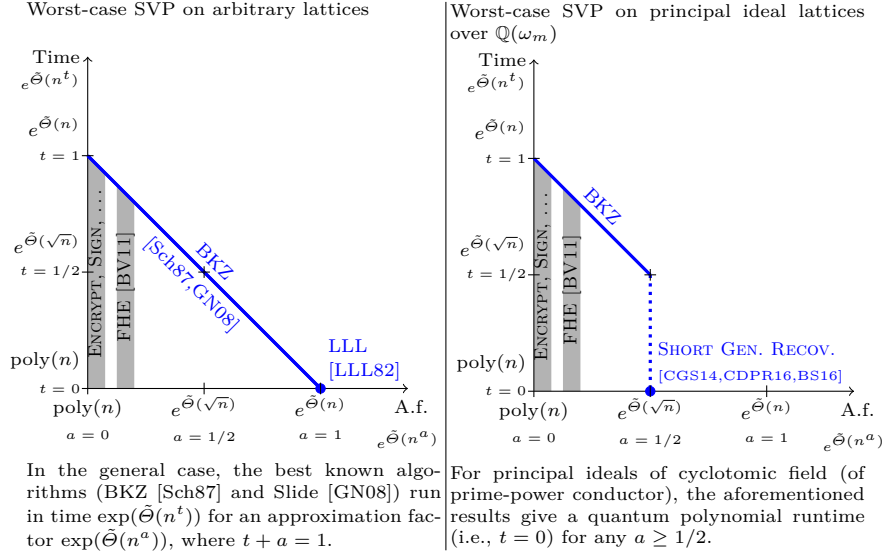 Worst-case SVP on arbitrary lattices
Time
e^Θ̃(n^t)
e^Θ̃(n)
t = 1
e^Θ̃(√n)
t = 1/2
poly(n)
t = 0
Encrypt, Sign, ...
FHE [BV11]
BKZ
[Sch87,GN08]
LLL
[LLL82]
poly(n) e^Θ̃(√n) e^Θ̃(n) A.f.
a = 0 a = 1/2 a = 1 e^Θ̃(n^a)
In the general case, the best known algo-
rithms (BKZ [Sch87] and Slide [GN08]) run
in time exp(Θ̃(n^t)) for an approximation fac-
tor exp(Θ̃(n^a)), where t + a = 1.
Worst-case SVP on principal ideal lattices
over ℚ(ω_m)
Time
e^Θ̃(n^t)
e^Θ̃(n)
t = 1
e^Θ̃(√n)
t = 1/2
poly(n)
t = 0
Encrypt, Sign, ...
FHE [BV11]
BKZ
Short Gen. Recov.
[CGS14,CDPR16,BS16]
poly(n) e^Θ̃(√n) e^Θ̃(n) A.f.
a = 0 a = 1/2 a = 1 e^Θ̃(n^a)
For principal ideals of cyclotomic field (of
prime-power conductor), the aforementioned
results give a quantum polynomial runtime
(i.e., t = 0) for any a ≥ 1/2.